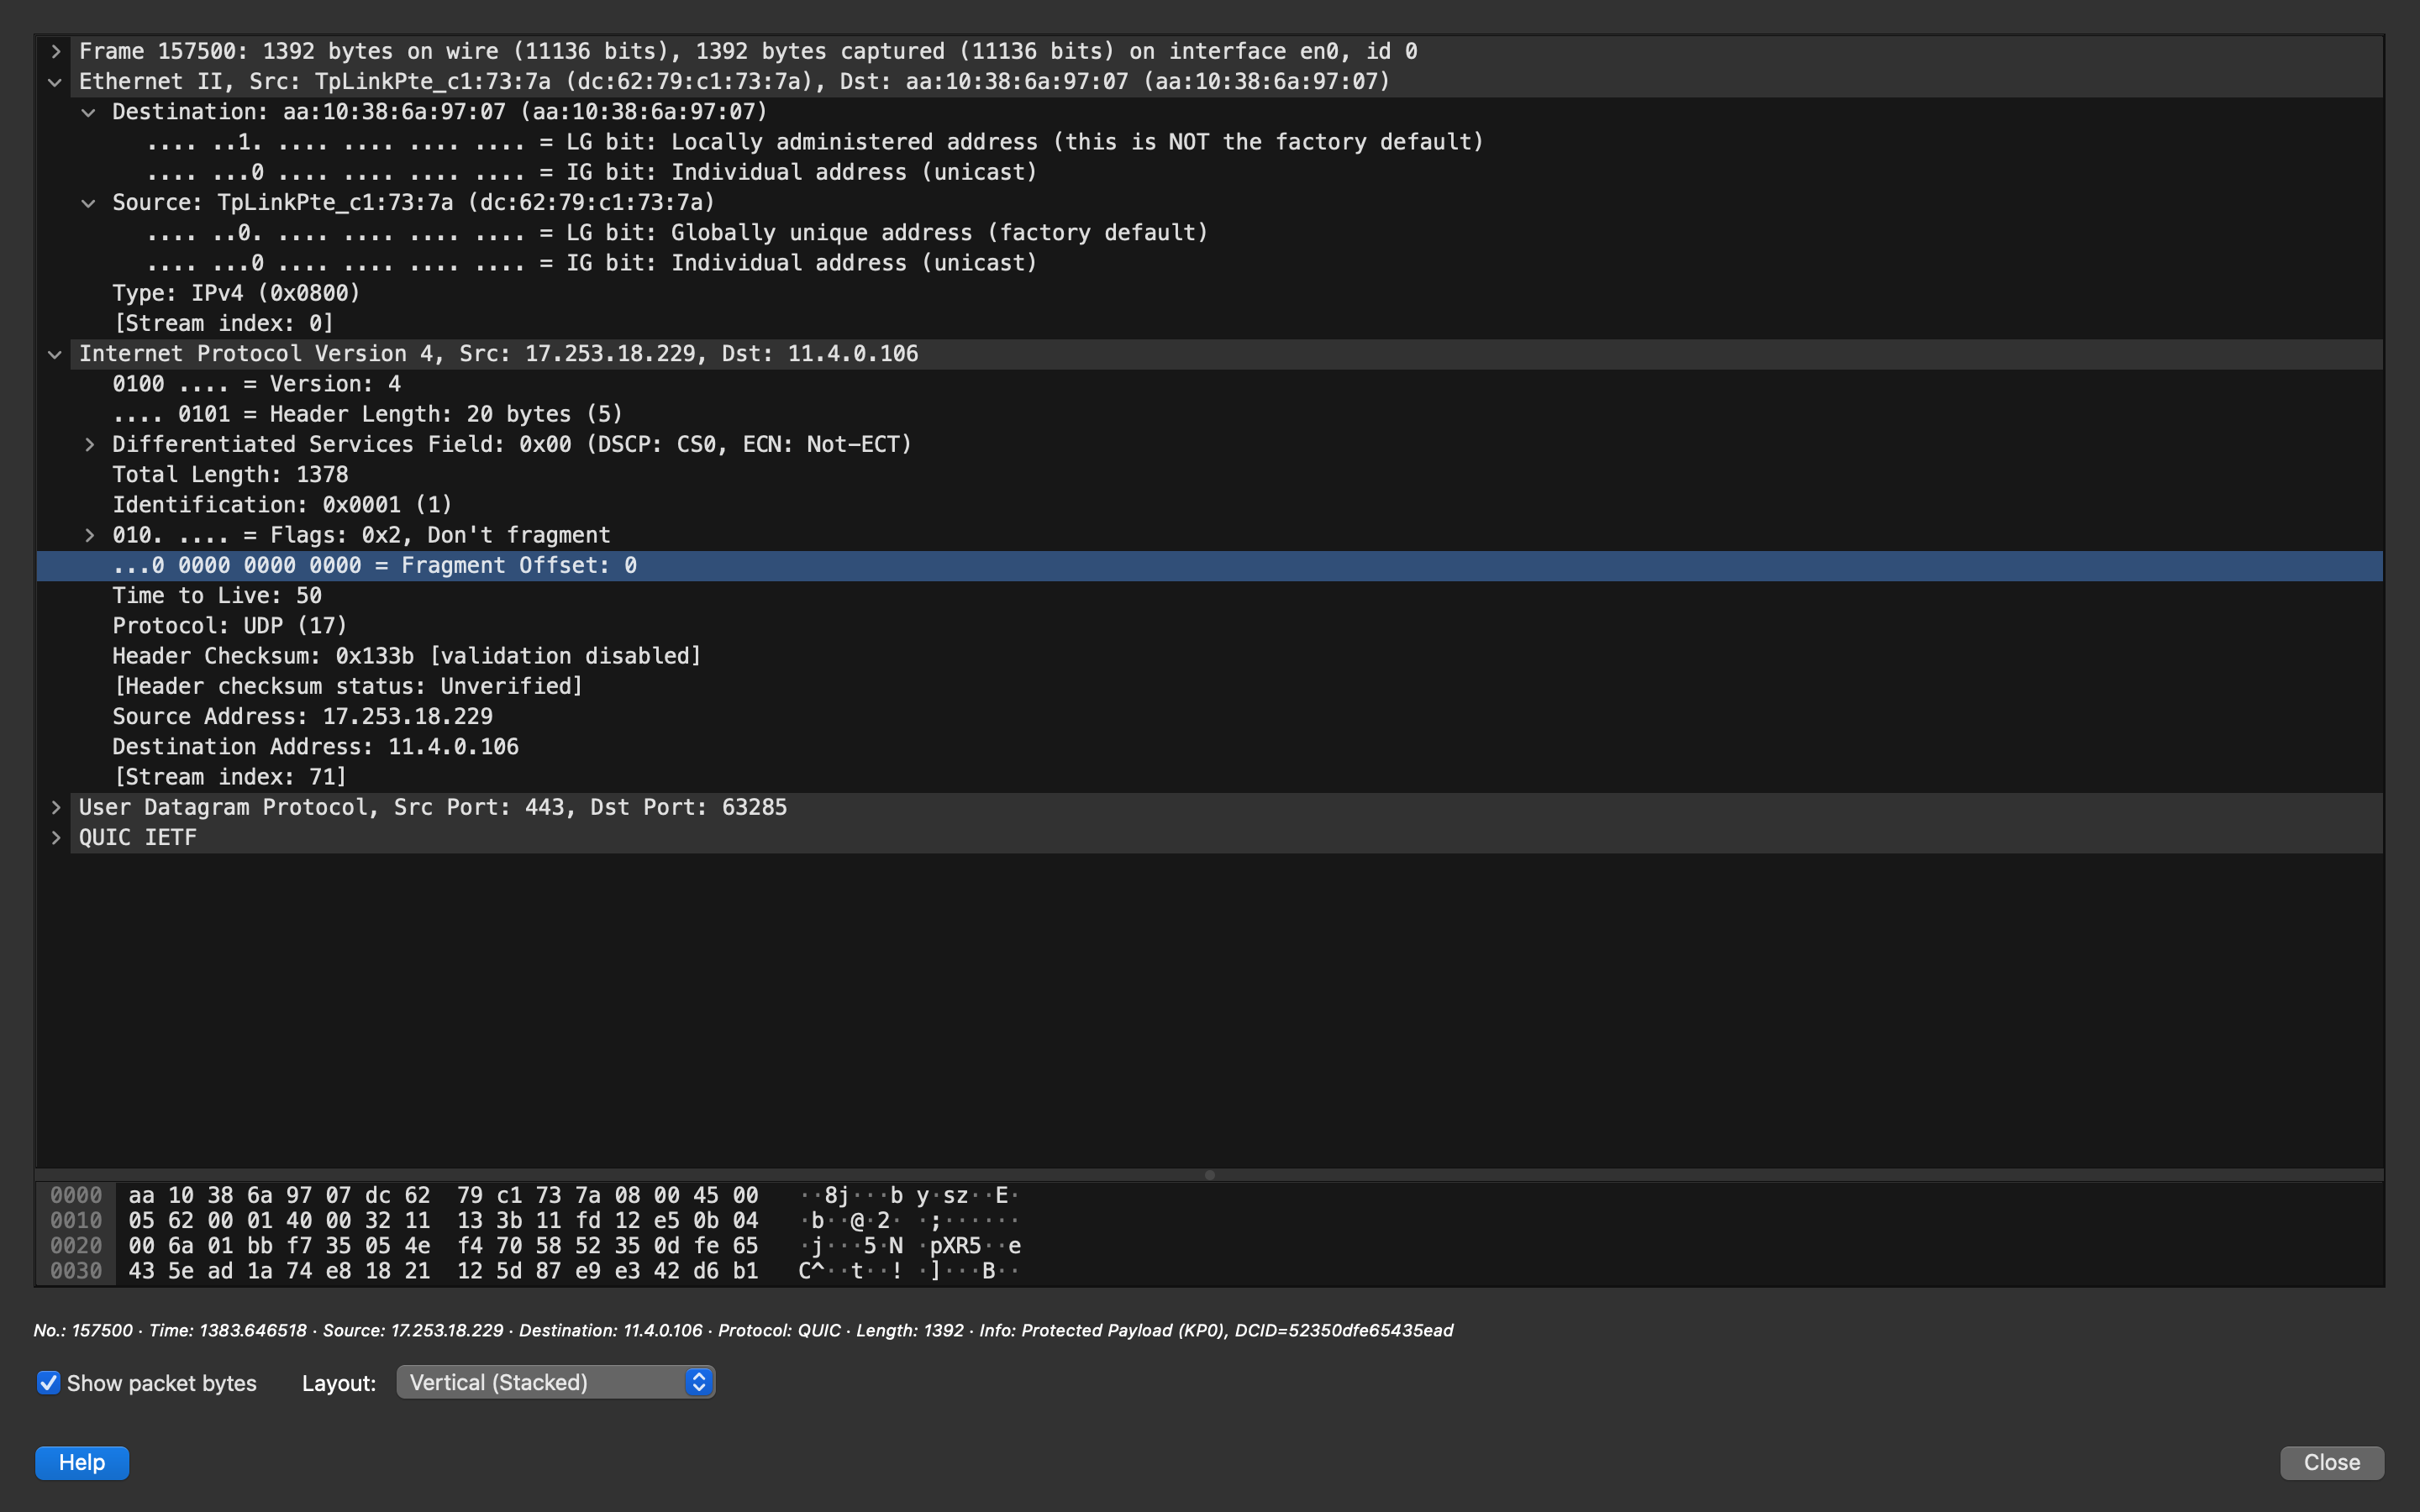 Frame 157500: 1392 bytes on wire (11136 bits), 1392 bytes captured (11136 bits) on interface en0, id 0
Ethernet II, Src: TpLinkPte_c1:73:7a (dc:62:79:c1:73:7a), Dst: aa:10:38:6a:97:07 (aa:10:38:6a:97:07)
Destination: aa:10:38:6a:97:07 (aa:10:38:6a:97:07)
.... ..1. .... .... .... .... = LG bit: Locally administered address (this is NOT the factory default)
.... ...0 .... .... .... .... = IG bit: Individual address (unicast)
Source: TpLinkPte_c1:73:7a (dc:62:79:c1:73:7a)
.... ..0. .... .... .... .... = LG bit: Globally unique address (factory default)
.... ...0 .... .... .... .... = IG bit: Individual address (unicast)
Type: IPv4 (0x0800)
[Stream index: 0]
Internet Protocol Version 4, Src: 17.253.18.229, Dst: 11.4.0.106
0100 .... = Version: 4
.... 0101 = Header Length: 20 bytes (5)
Differentiated Services Field: 0x00 (DSCP: CS0, ECN: Not-ECT)
Total Length: 1378
Identification: 0x0001 (1)
010. .... = Flags: 0x2, Don't fragment
...0 0000 0000 0000 = Fragment Offset: 0
Time to Live: 50
Protocol: UDP (17)
Header Checksum: 0x133b [validation disabled]
[Header checksum status: Unverified]
Source Address: 17.253.18.229
Destination Address: 11.4.0.106
[Stream index: 71]
User Datagram Protocol, Src Port: 443, Dst Port: 63285
QUIC IETF
0000 aa 10 38 6a 97 07 dc 62 79 c1 73 7a 08 00 45 00 ··8j···b y·sz··E·
0010 05 62 00 01 40 00 32 11 13 3b 11 fd 12 e5 0b 04 ·b··@·2· ·;······
0020 00 6a 01 bb f7 35 05 4e f4 70 58 52 35 0d fe 65 ·j···5·N ·pXR5··e
0030 43 5e ad 1a 74 e8 18 21 12 5d 87 e9 e3 42 d6 b1 C^··t··! ·]···B··
No.: 157500 · Time: 1383.646518 · Source: 17.253.18.229 · Destination: 11.4.0.106 · Protocol: QUIC · Length: 1392 · Info: Protected Payload (KP0), DCID=52350dfe65435ead
Show packet bytes Layout: Vertical (Stacked)
Help Close